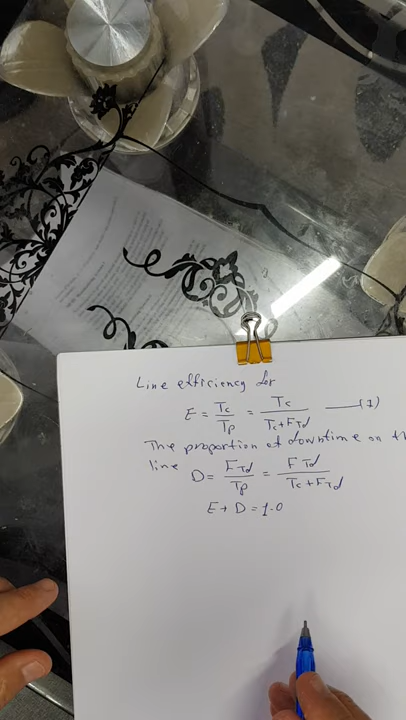 Line efficiency for
E = Tc/Tp = Tc/(Tc+FTd) —(1)
The proportion of downtime on th
line D = FTd/Tp = FTd/(Tc+FTd)
E + D = 1.0